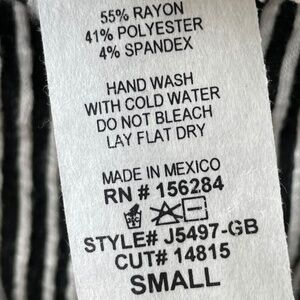 55% RAYON
41% POLYESTER
4% SPANDEX
HAND WASH
WITH COLD WATER
DO NOT BLEACH
LAY FLAT DRY
MADE IN MEXICO
RN # 156284
STYLE# J5497-GB
CUT# 14815
SMALL